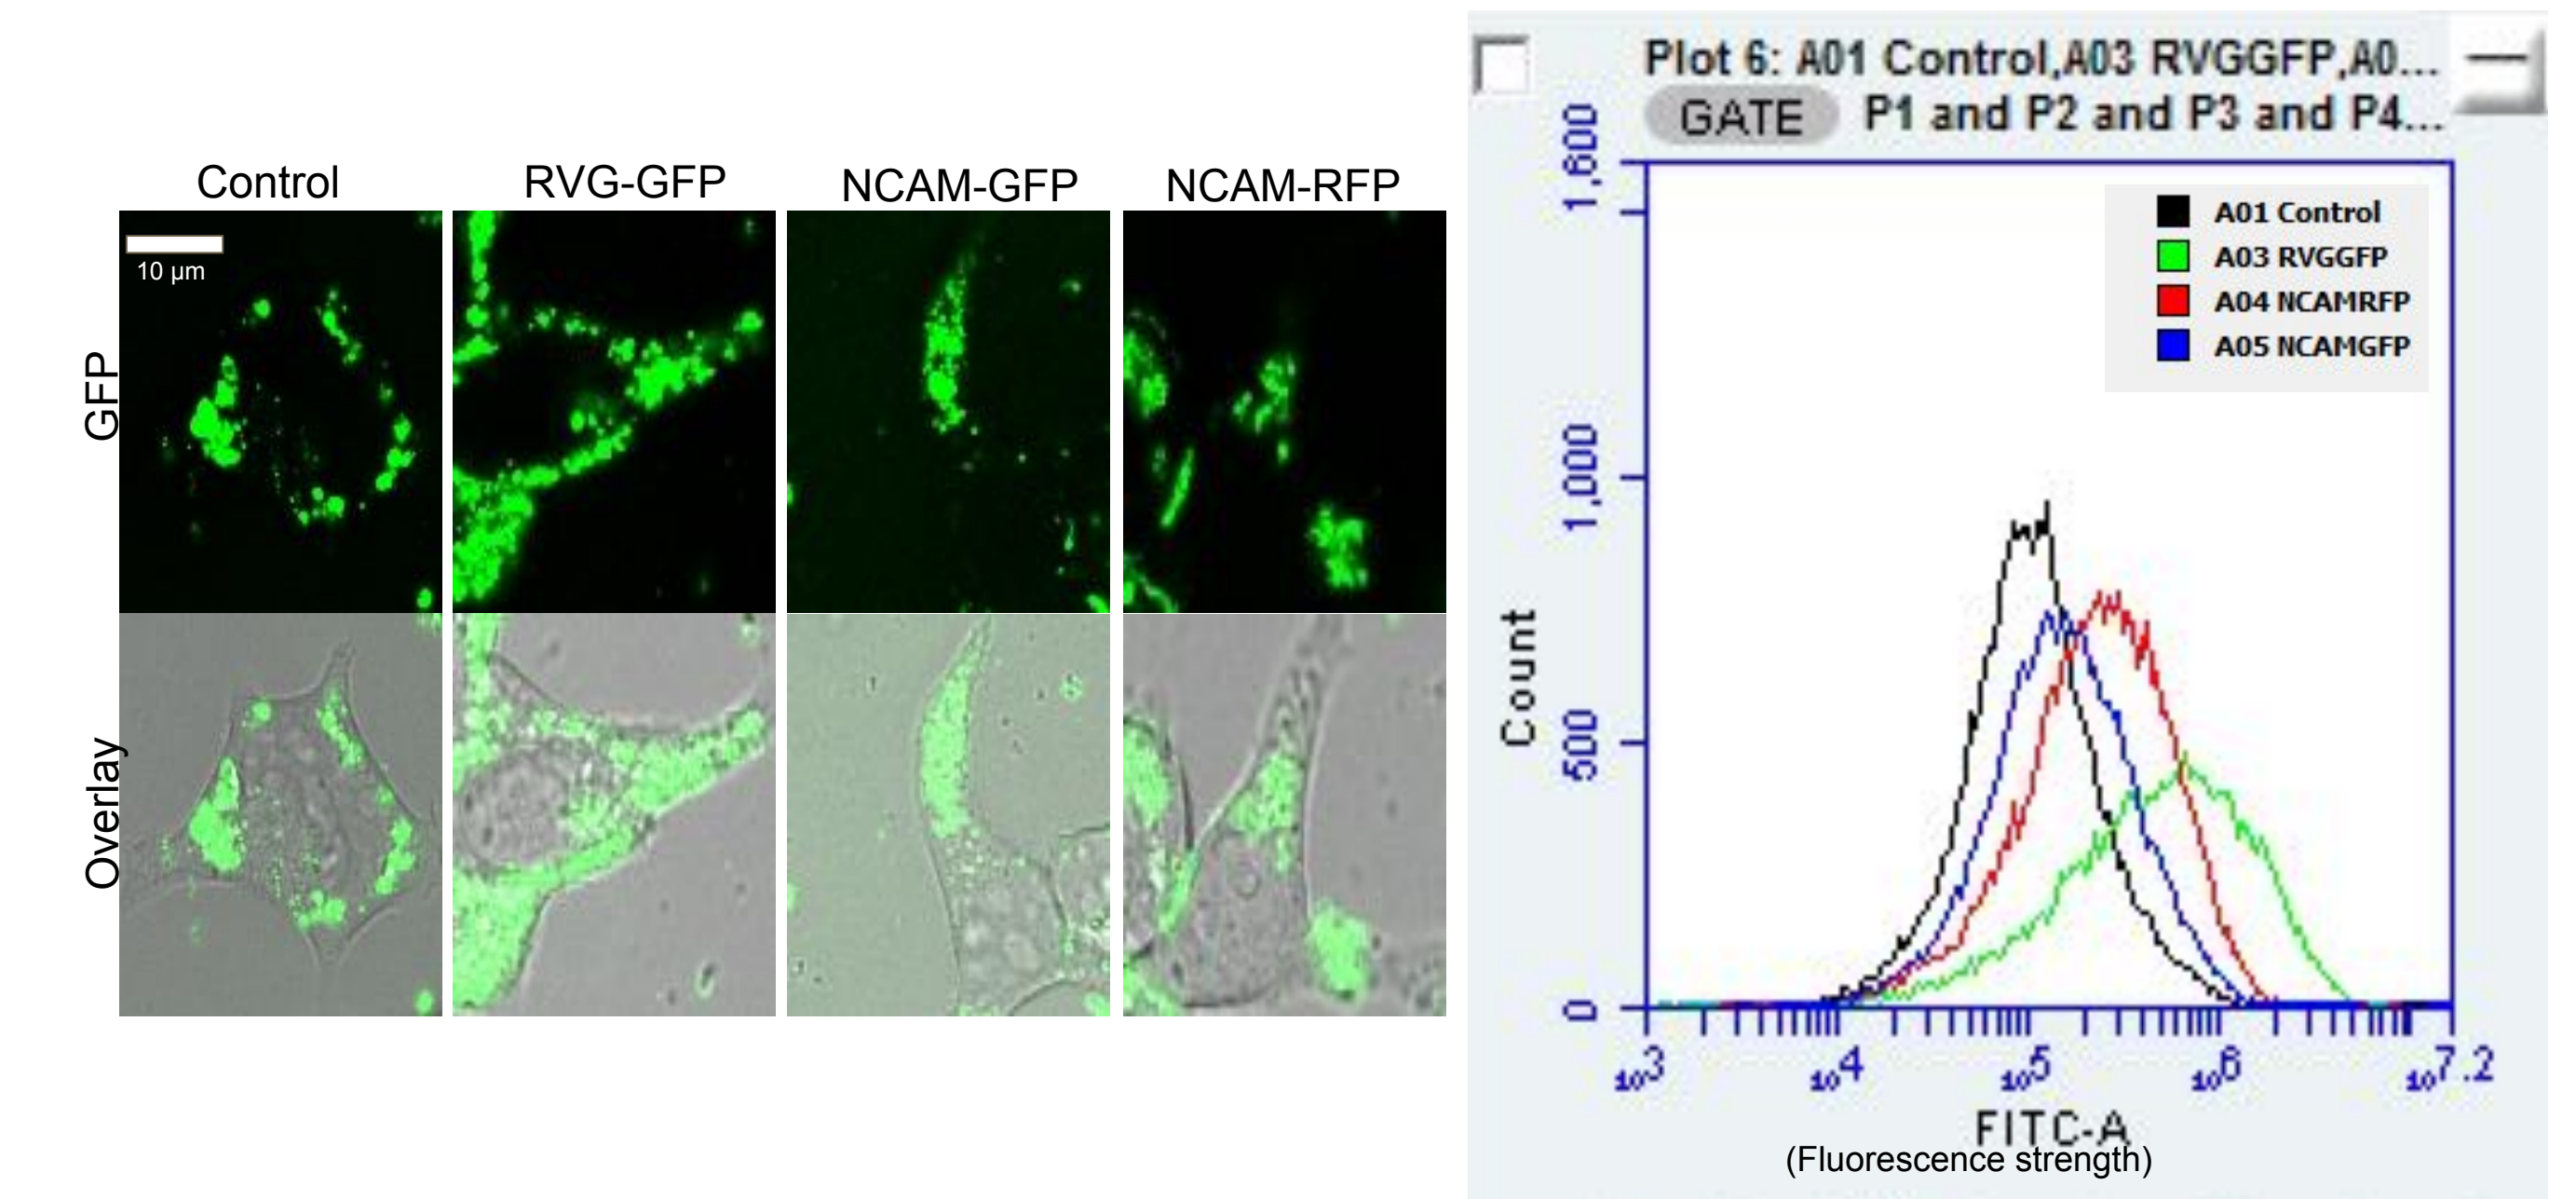 Control
RVG-GFP
NCAM-GFP
NCAM-RFP
10 µm
GFP
Overlay
Plot 6: A01 Control,A03 RVGGFP,A0...
GATE P1 and P2 and P3 and P4...
A01 Control
A03 RVGGFP
A04 NCAMRFP
A05 NCAMGFP
Count
1,600
1,000
500
0
10^3 10^4 10^5 10^6 10^7.2
FITC-A
(Fluorescence strength)